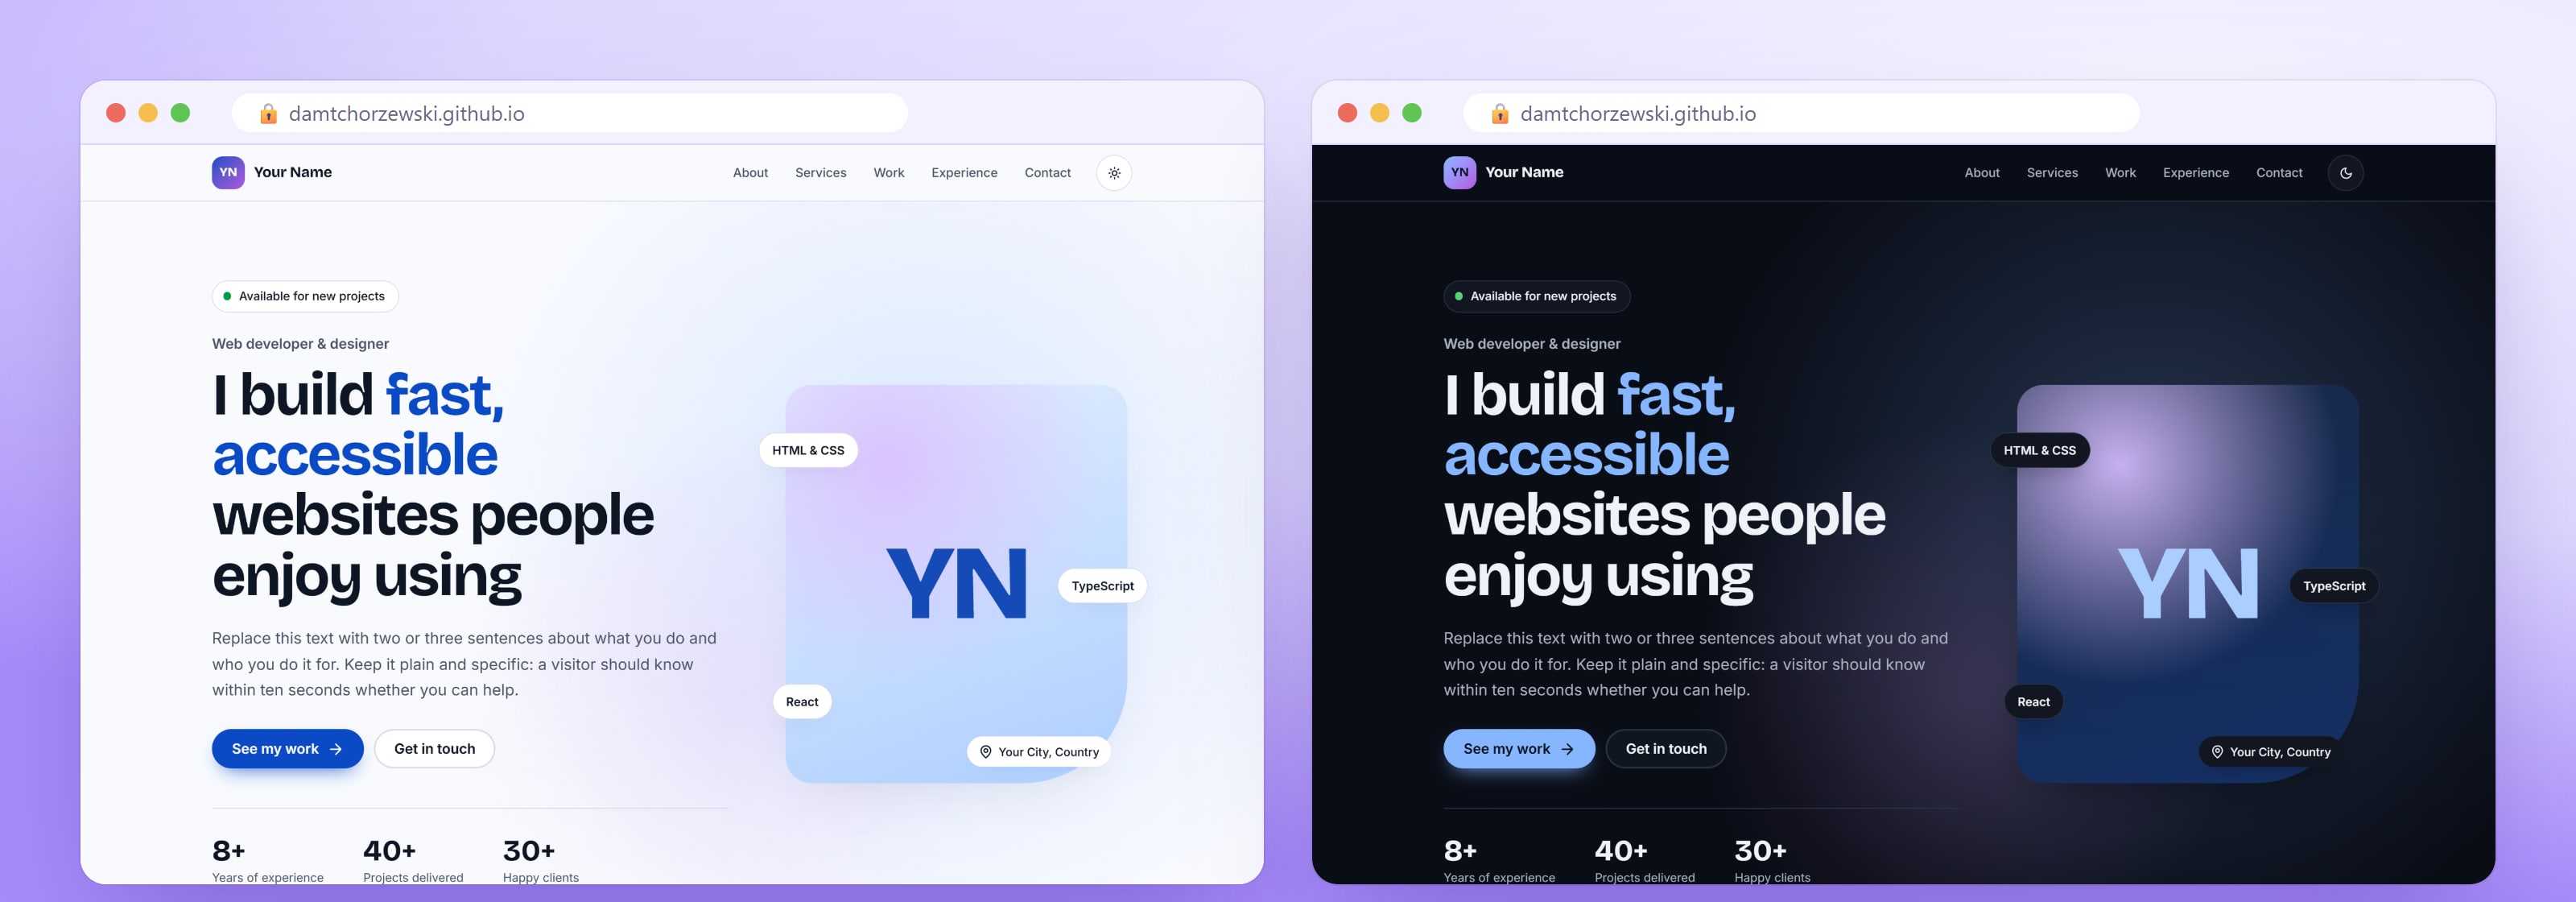 damtchorzewski.github.io
YN Your Name
About Services Work Experience Contact
Available for new projects
Web developer & designer
I build fast,
accessible
websites people
enjoy using
Replace this text with two or three sentences about what you do and
who you do it for. Keep it plain and specific: a visitor should know
within ten seconds whether you can help.
See my work → Get in touch
8+ 40+ 30+
Years of experience Projects delivered Happy clients
HTML & CSS
YN
TypeScript
React
Your City, Country
damtchorzewski.github.io
YN Your Name
About Services Work Experience Contact
Available for new projects
Web developer & designer
I build fast,
accessible
websites people
enjoy using
Replace this text with two or three sentences about what you do and
who you do it for. Keep it plain and specific: a visitor should know
within ten seconds whether you can help.
See my work → Get in touch
8+ 40+ 30+
Years of experience Projects delivered Happy clients
HTML & CSS
YN
TypeScript
React
Your City, Country